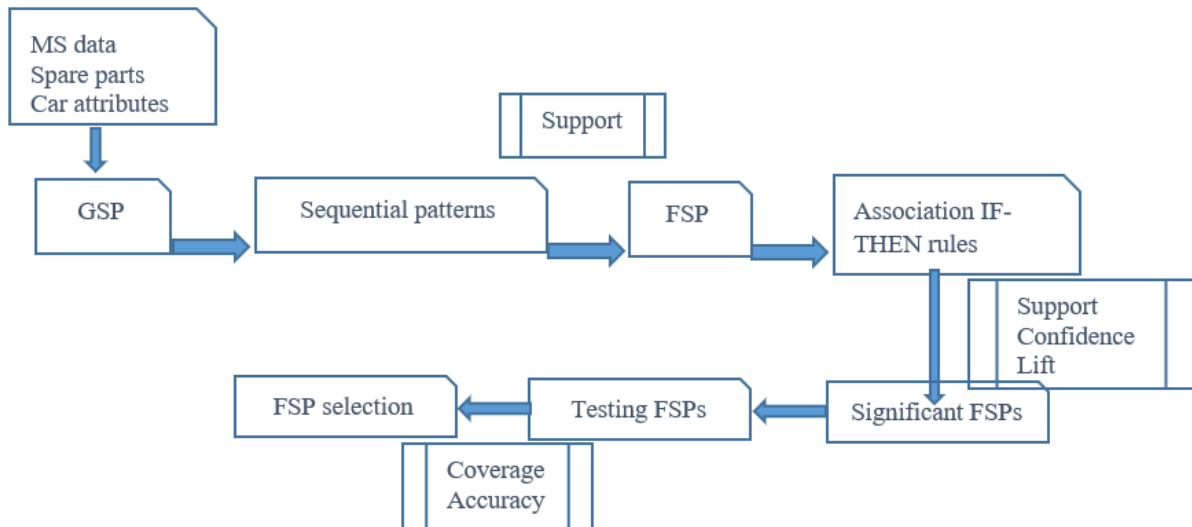 MS data
Spare parts
Car attributes
Support
GSP
Sequential patterns
FSP
Association IF-
THEN rules
Support
Confidence
Lift
Significant FSPs
Testing FSPs
FSP selection
Coverage
Accuracy